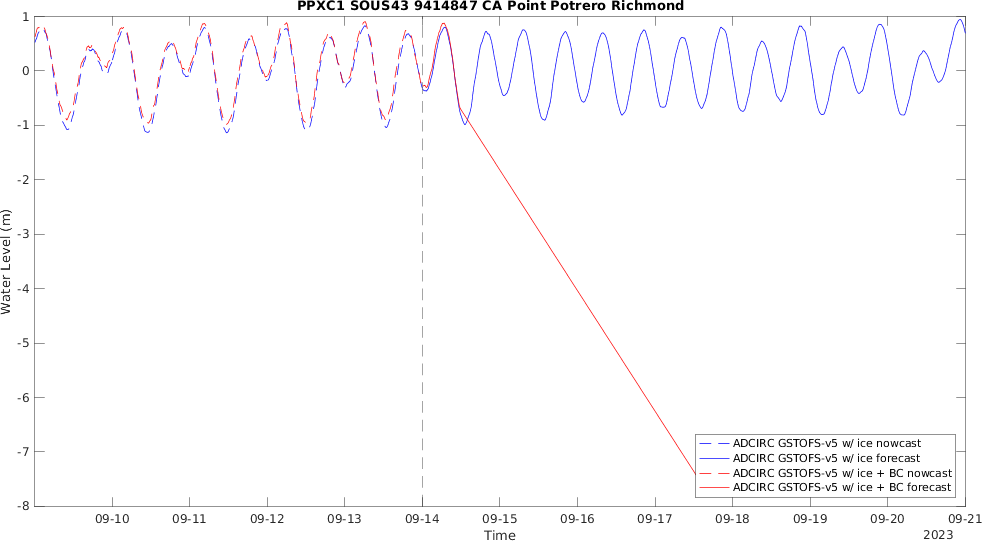 PPXC1 SOUS43 9414847 CA Point Potrero Richmond
1
0
-1
-2
-3
-4
-5
-6
-7
-8
Water Level (m)
09-10 09-11 09-12 09-13 09-14 09-15 09-16 09-17 09-18 09-19 09-20 09-21
Time
2023
ADCIRC GSTOFS-v5 w/ ice nowcast
ADCIRC GSTOFS-v5 w/ ice forecast
ADCIRC GSTOFS-v5 w/ ice + BC nowcast
ADCIRC GSTOFS-v5 w/ ice + BC forecast